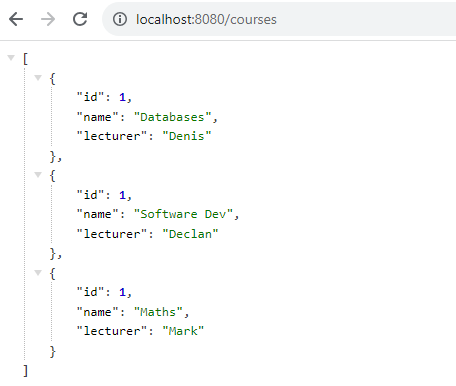 localhost:8080/courses
[
{
"id": 1,
"name": "Databases",
"lecturer": "Denis"
},
{
"id": 1,
"name": "Software Dev",
"lecturer": "Declan"
},
{
"id": 1,
"name": "Maths",
"lecturer": "Mark"
}
]